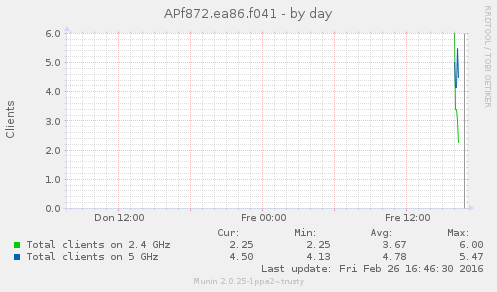 APf872.ea86.f041 - by day
RRDTOOL / TOBI OETIKER
Clients
6.0
5.0
4.0
3.0
2.0
1.0
0.0
Don 12:00 Fre 00:00 Fre 12:00
Cur: Min: Avg: Max:
Total clients on 2.4 GHz 2.25 2.25 3.67 6.00
Total clients on 5 GHz 4.50 4.13 4.78 5.47
Last update: Fri Feb 26 16:46:30 2016
Munin 2.0.25-1ppa2~trusty